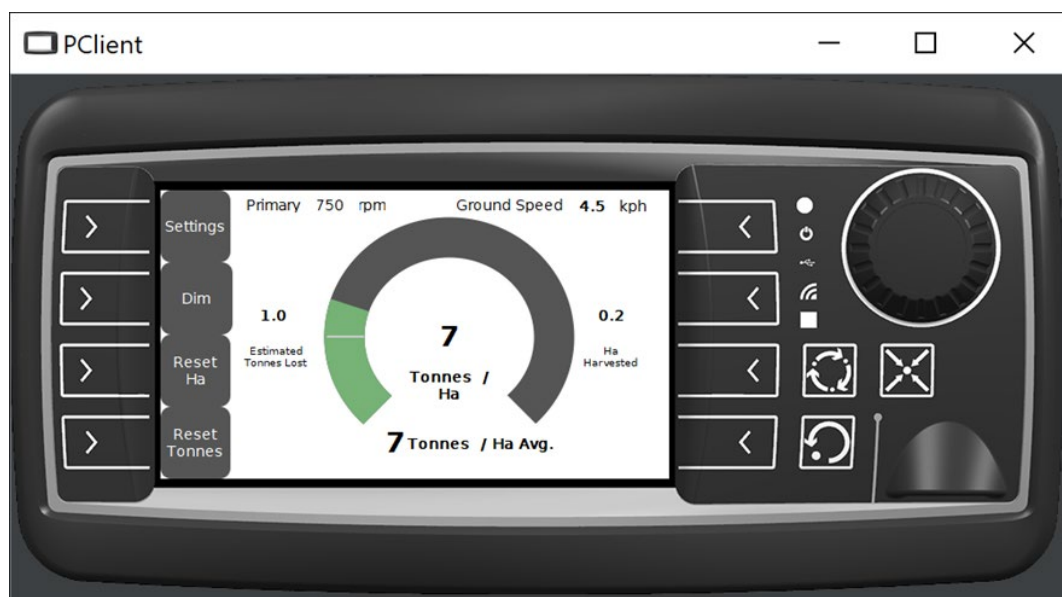 PClient
Settings
Dim
Reset
Ha
Reset
Tonnes
Primary 750 rpm
Ground Speed 4.5 kph
1.0
Estimated
Tonnes Lost
7
Tonnes /
Ha
0.2
Ha
Harvested
7 Tonnes / Ha Avg.